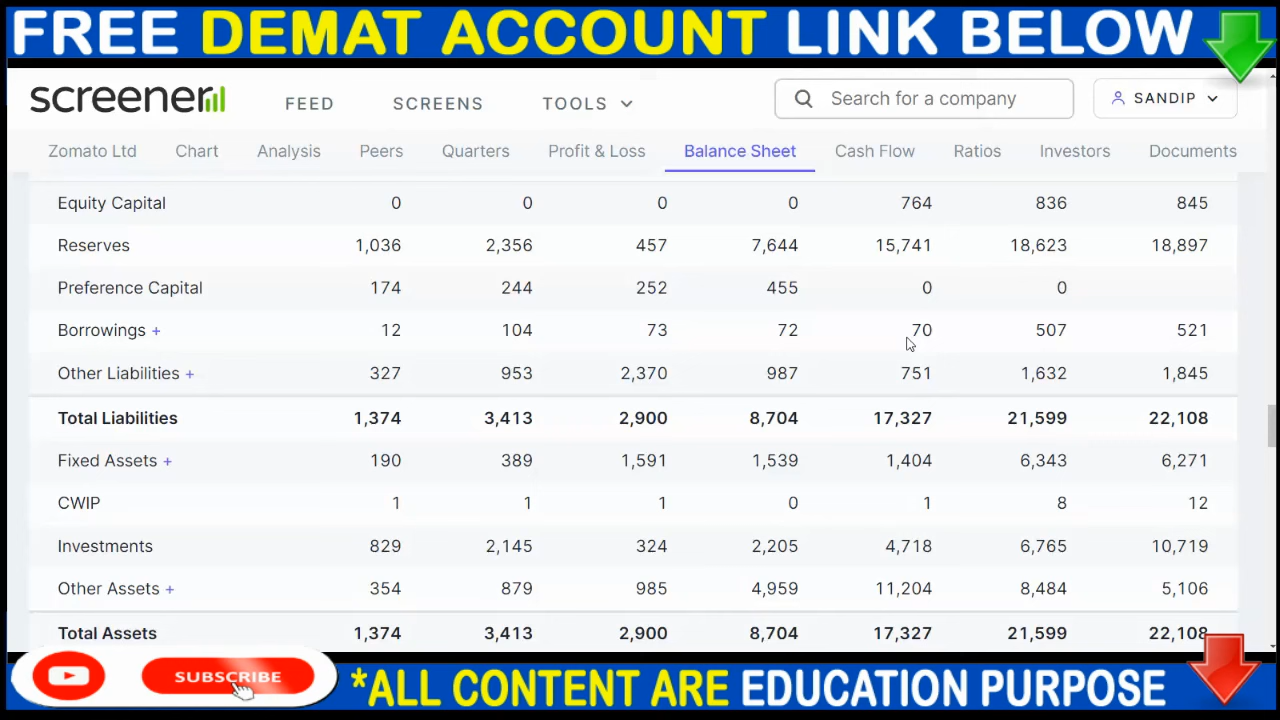 FREE DEMAT ACCOUNT LINK BELOW
screener FEED SCREENS TOOLS Search for a company SANDIP
Zomato Ltd Chart Analysis Peers Quarters Profit & Loss Balance Sheet Cash Flow Ratios Investors Documents
Equity Capital 0 0 0 0 764 836 845
Reserves 1,036 2,356 457 7,644 15,741 18,623 18,897
Preference Capital 174 244 252 455 0 0
Borrowings + 12 104 73 72 70 507 521
Other Liabilities + 327 953 2,370 987 751 1,632 1,845
Total Liabilities 1,374 3,413 2,900 8,704 17,327 21,599 22,108
Fixed Assets + 190 389 1,591 1,539 1,404 6,343 6,271
CWIP 1 1 1 0 1 8 12
Investments 829 2,145 324 2,205 4,718 6,765 10,719
Other Assets + 354 879 985 4,959 11,204 8,484 5,106
Total Assets 1,374 3,413 2,900 8,704 17,327 21,599 22,108
SUBSCRIBE
*ALL CONTENT ARE EDUCATION PURPOSE